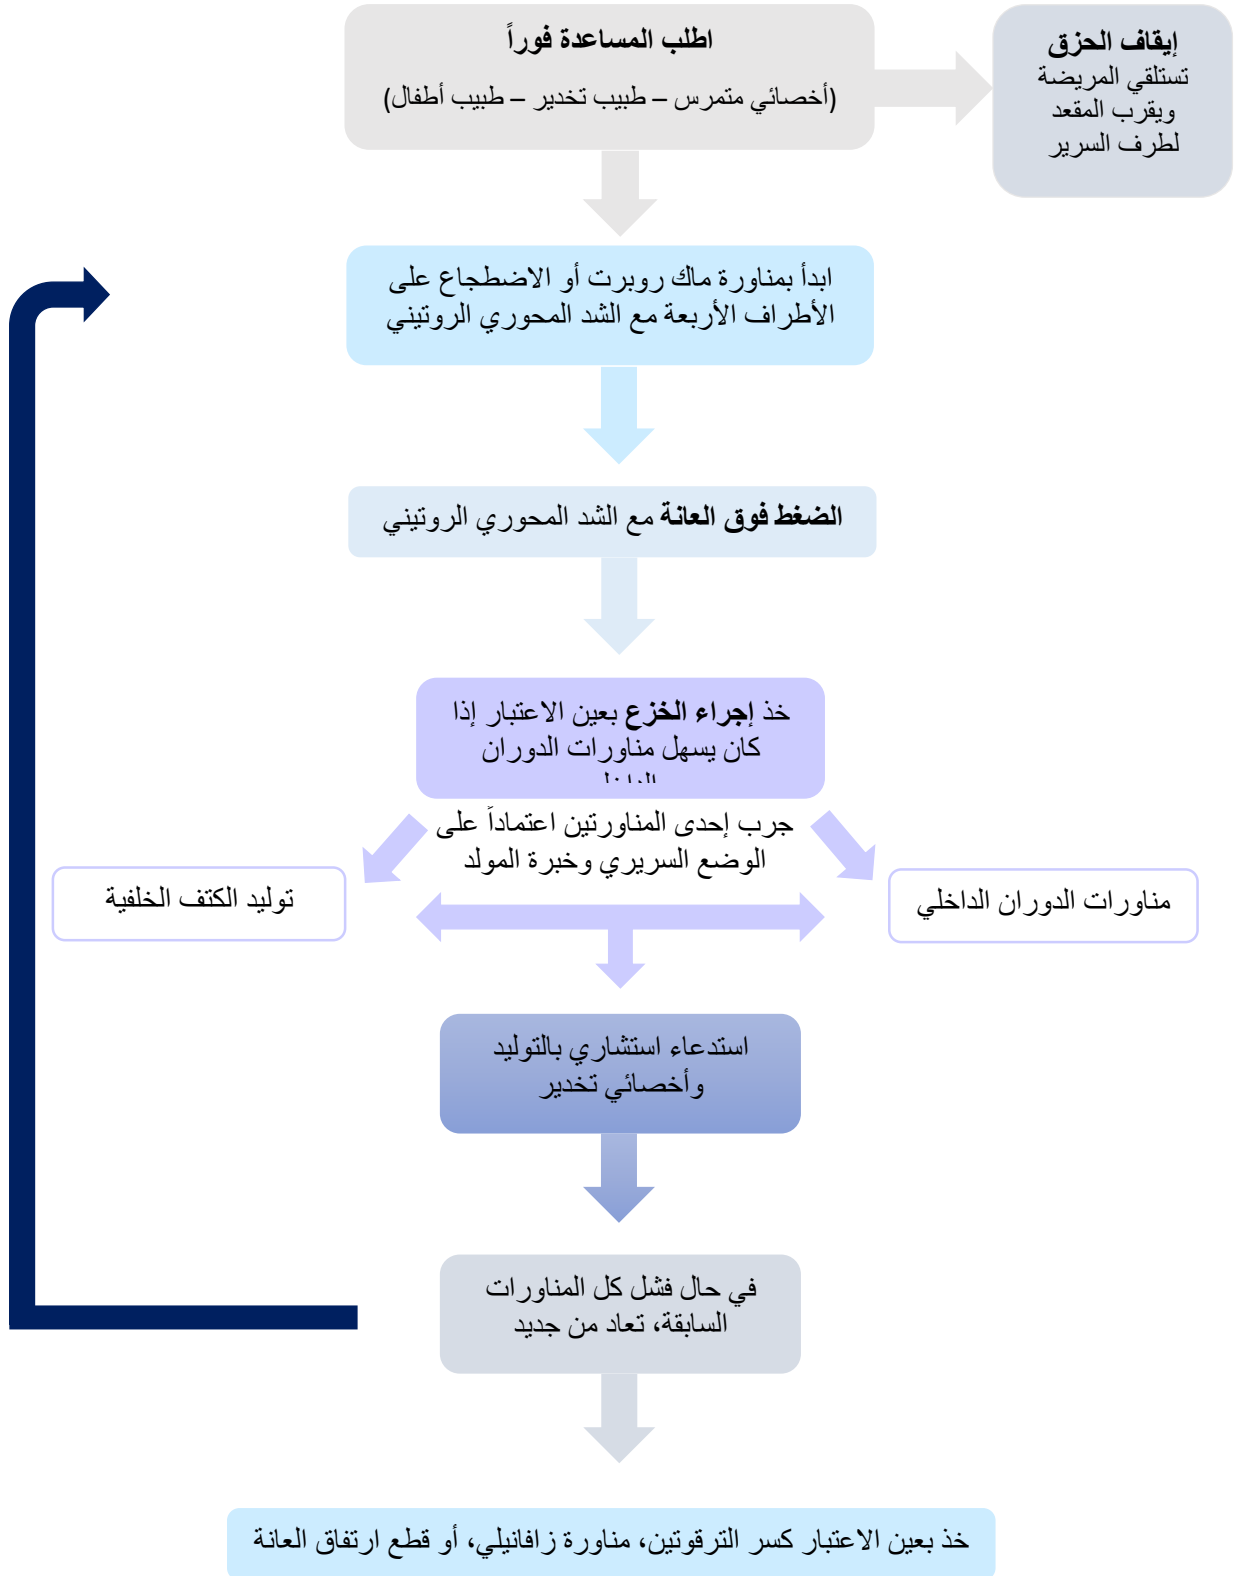 اطلب المساعدة فوراً
(أخصائي متمرس – طبيب تخدير – طبيب أطفال)
إيقاف الحزق
تستلقي المريضة
ويقرب المقعد
لطرف السرير
ابدأ بمناورة ماك روبرت أو الاضطجاع على
الأطراف الأربعة مع الشد المحوري الروتيني
الضغط فوق العانة مع الشد المحوري الروتيني
خذ إجراء الخزع بعين الاعتبار إذا
كان يسهل مناورات الدوران
جرب إحدى المناورتين اعتماداً على
الوضع السريري وخبرة المولد
مناورات الدوران الداخلي
توليد الكتف الخلفية
استدعاء استشاري بالتوليد
وأخصائي تخدير
في حال فشل كل المناورات
السابقة، تعاد من جديد
خذ بعين الاعتبار كسر الترقوتين، مناورة زافانيلي، أو قطع ارتفاق العانة